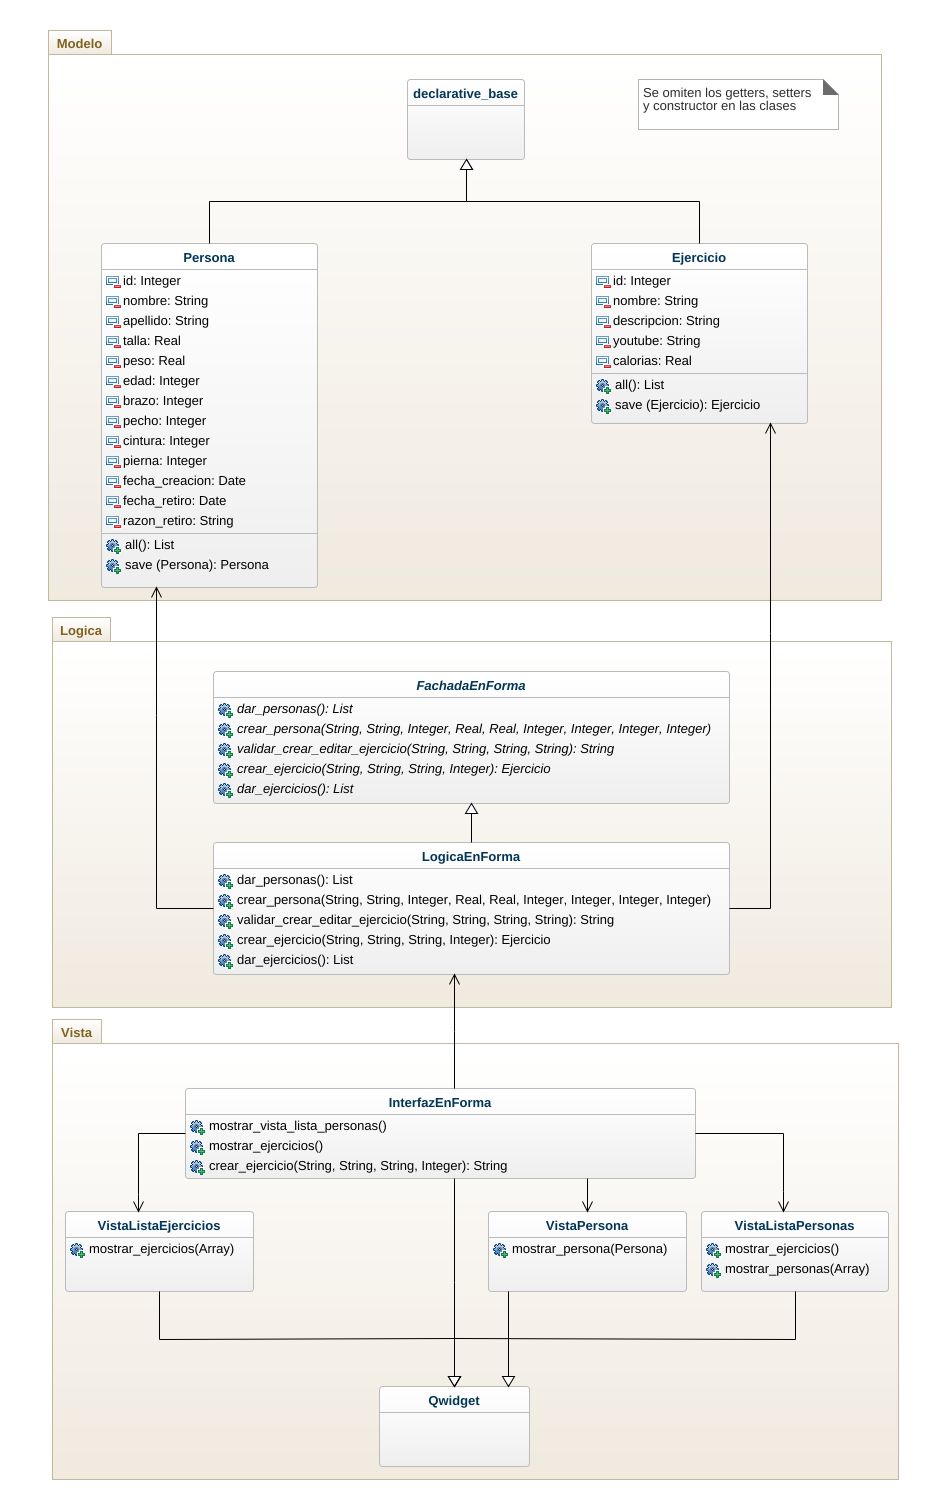 Modelo
declarative_base
Se omiten los getters, setters
y constructor en las clases
Persona
id: Integer
nombre: String
apellido: String
talla: Real
peso: Real
edad: Integer
brazo: Integer
pecho: Integer
cintura: Integer
pierna: Integer
fecha_creacion: Date
fecha_retiro: Date
razon_retiro: String
all(): List
save (Persona): Persona
Ejercicio
id: Integer
nombre: String
descripcion: String
youtube: String
calorias: Real
all(): List
save (Ejercicio): Ejercicio
Logica
FachadaEnForma
dar_personas(): List
crear_persona(String, String, Integer, Real, Real, Integer, Integer, Integer, Integer)
validar_crear_editar_ejercicio(String, String, String, String): String
crear_ejercicio(String, String, String, Integer): Ejercicio
dar_ejercicios(): List
LogicaEnForma
dar_personas(): List
crear_persona(String, String, Integer, Real, Real, Integer, Integer, Integer, Integer)
validar_crear_editar_ejercicio(String, String, String, String): String
crear_ejercicio(String, String, String, Integer): Ejercicio
dar_ejercicios(): List
Vista
InterfazEnForma
mostrar_vista_lista_personas()
mostrar_ejercicios()
crear_ejercicio(String, String, String, Integer): String
VistaListaEjercicios
mostrar_ejercicios(Array)
VistaPersona
mostrar_persona(Persona)
VistaListaPersonas
mostrar_ejercicios()
mostrar_personas(Array)
Qwidget